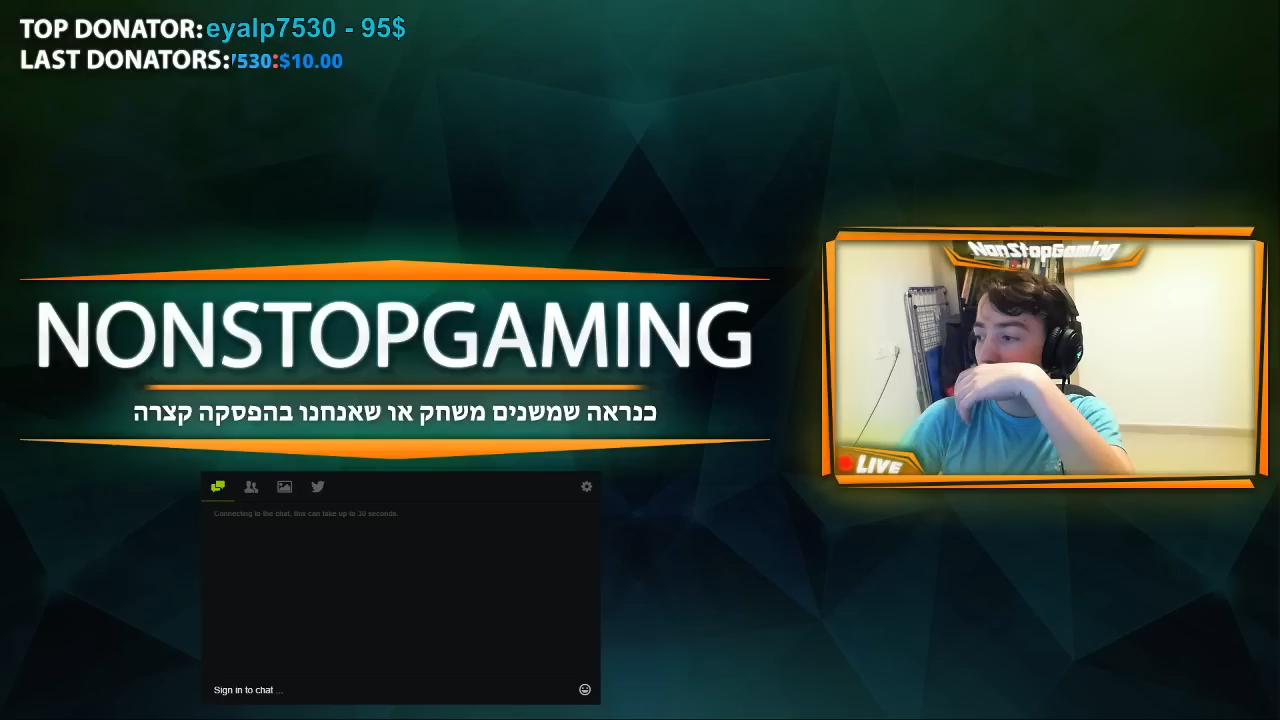 TOP DONATOR: eyalp7530 - 95$
LAST DONATORS: 7530:$10.00
NONSTOPGAMING
כנראה שמשנים משחק או שאנחנו בהפסקה קצרה
NonStopGaming
LIVE
Connecting to the chat, this can take up to 30 seconds.
Sign in to chat ...